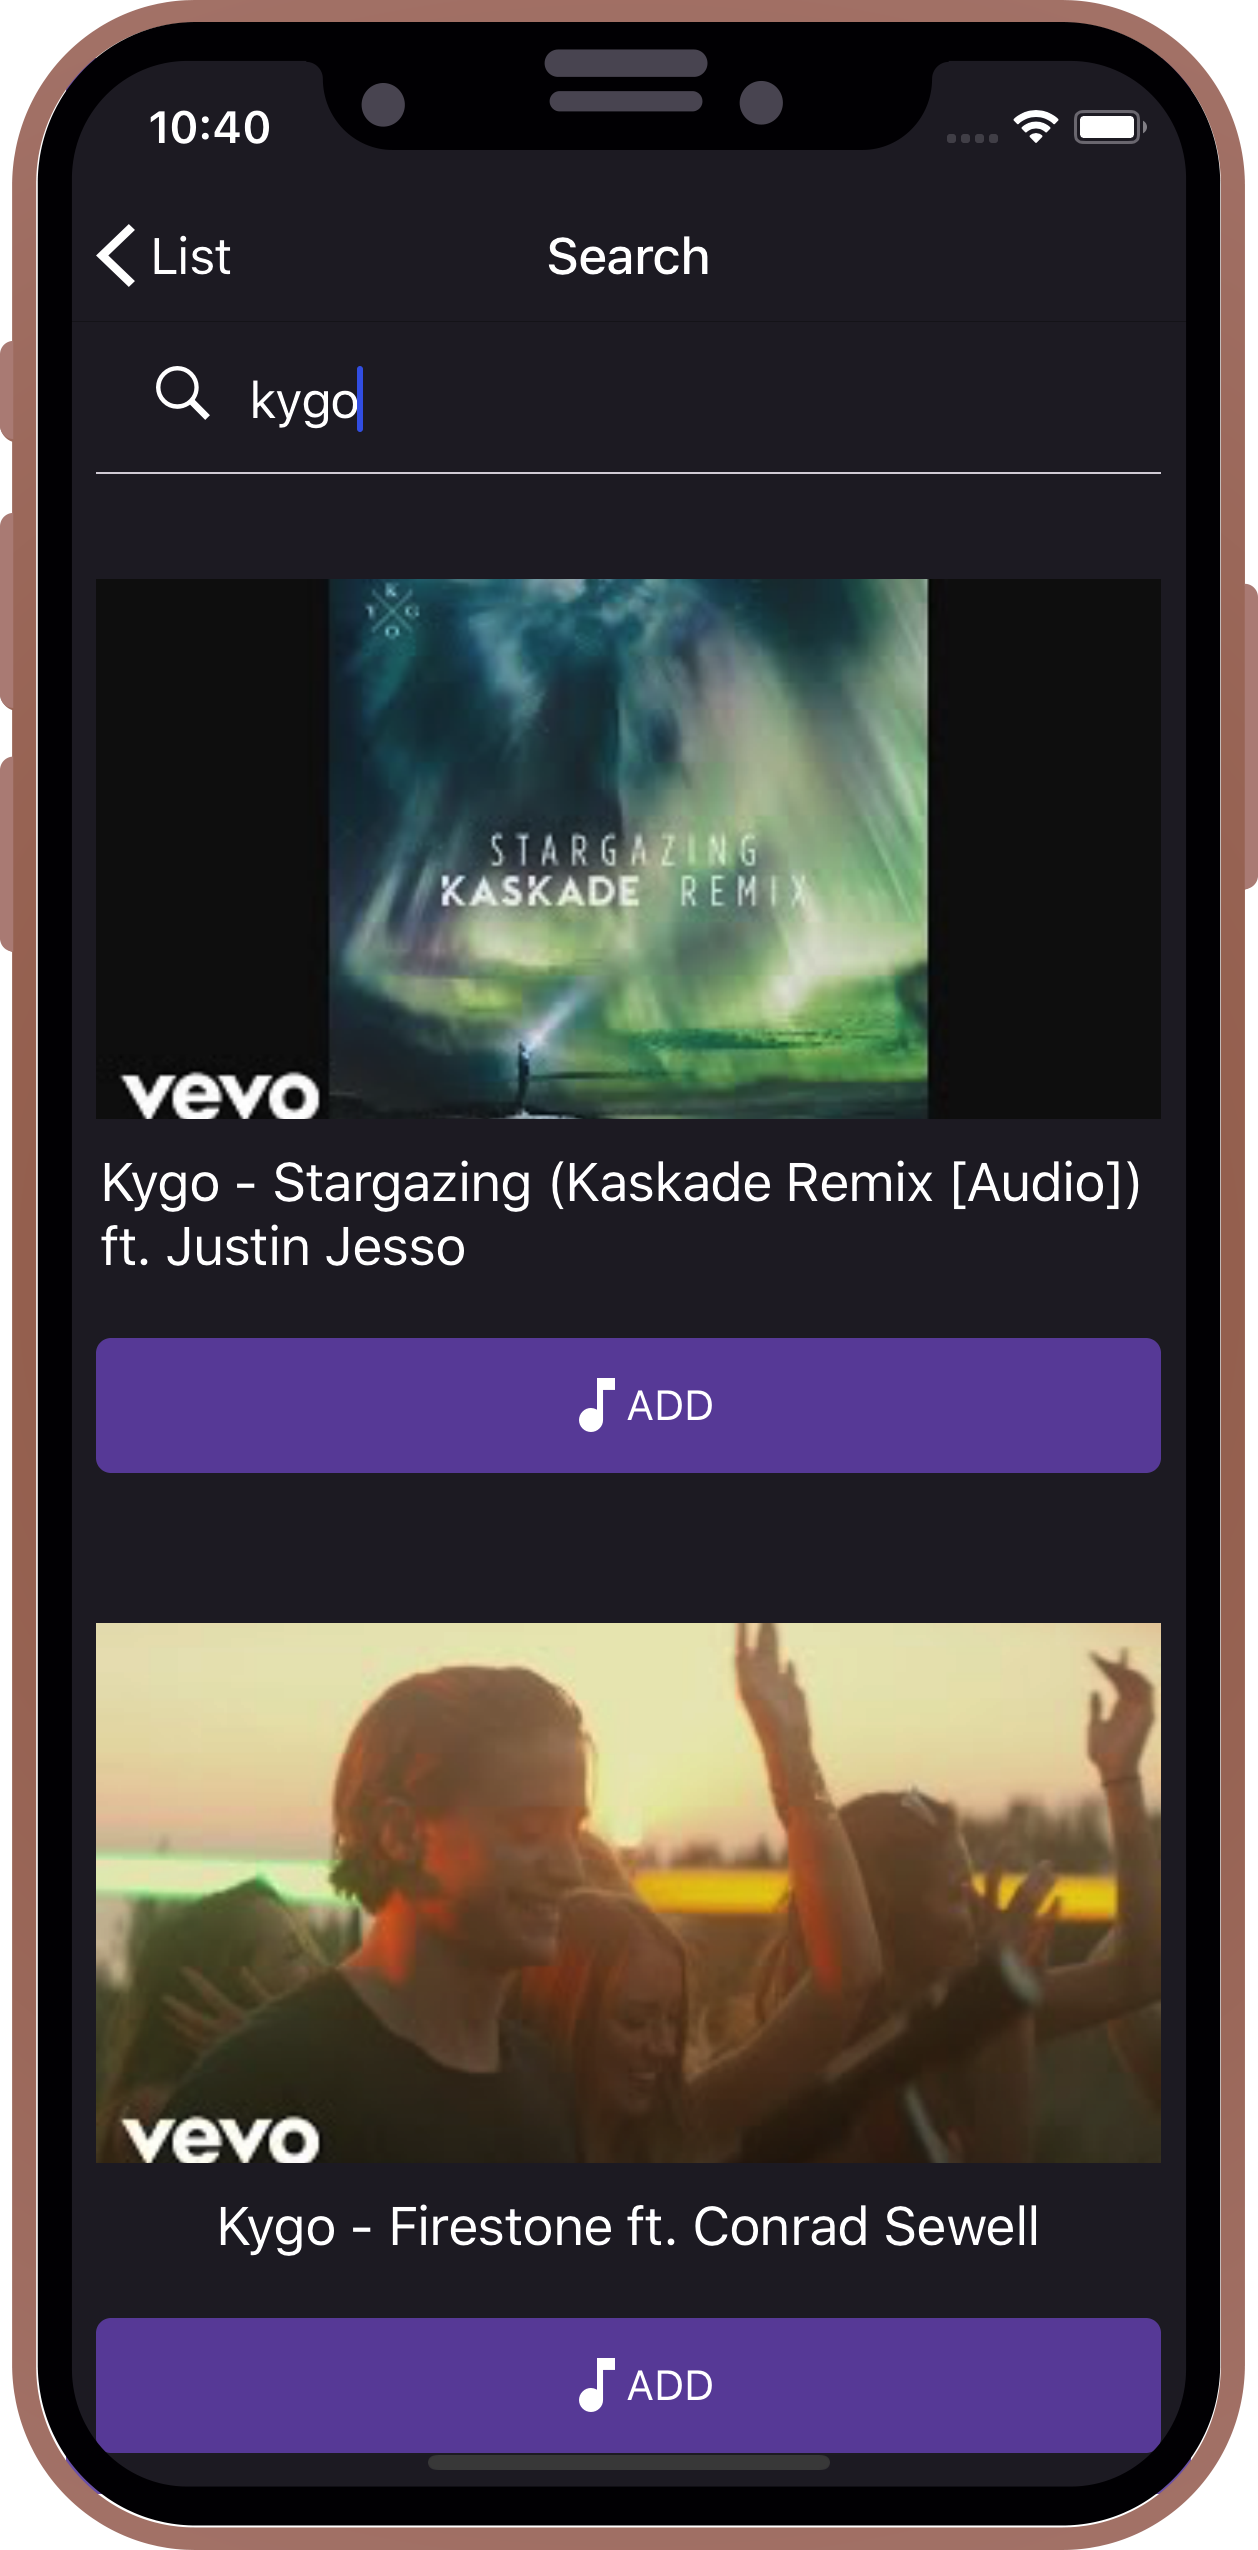 10:40
List
Search
kygo
K
Y G
O
STARGAZING
KASKADE REMIX
vevo
Kygo - Stargazing (Kaskade Remix [Audio])
ft. Justin Jesso
ADD
vevo
Kygo - Firestone ft. Conrad Sewell
ADD